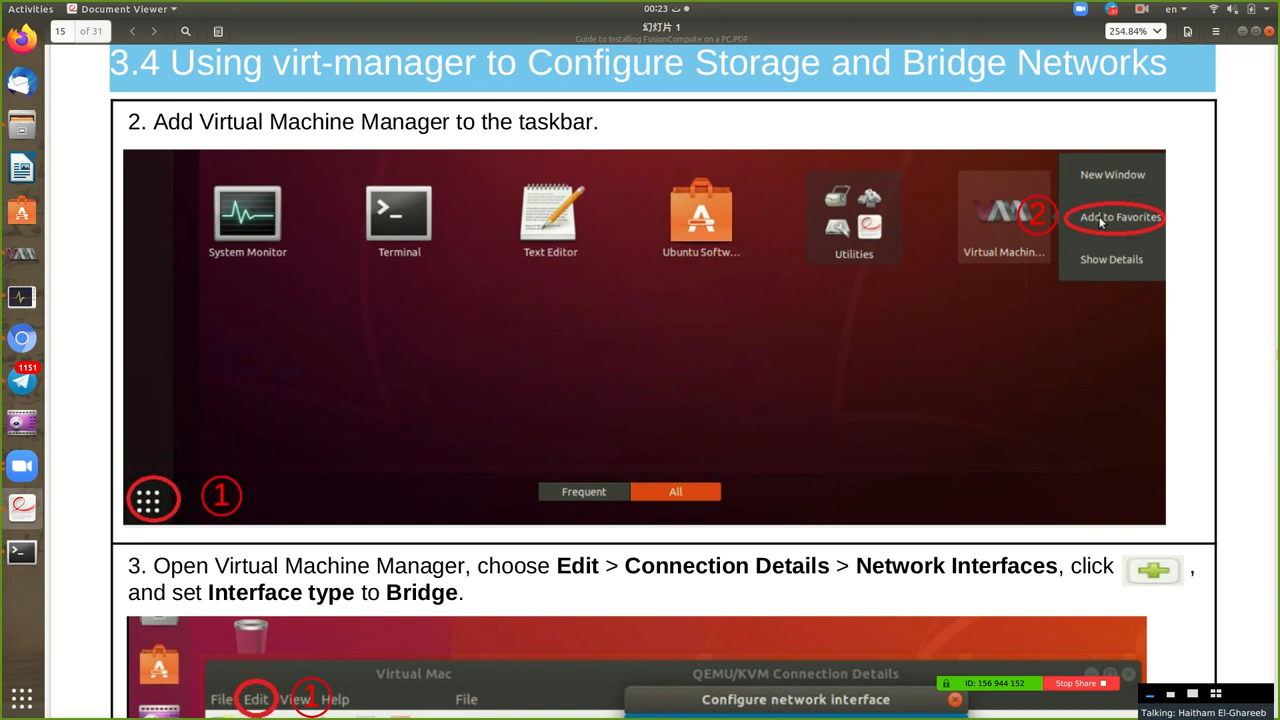 Activities
Document Viewer
00:23 ت
en
15 of 31
幻灯片 1
Guide to Installing FusionCompute on a PC.PDF
254.84%
3.4 Using virt-manager to Configure Storage and Bridge Networks
2. Add Virtual Machine Manager to the taskbar.
System Monitor
Terminal
Text Editor
Ubuntu Softw...
Utilities
Virtual Machin...
2
New Window
Add to Favorites
Show Details
1151
1
Frequent
All
3. Open Virtual Machine Manager, choose Edit > Connection Details > Network Interfaces, click ,
and set Interface type to Bridge.
Virtual Mac
QEMU/KVM Connection Details
File Edit View Help
1
File
Configure network interface
ID: 156 944 152
Stop Share
Talking: Haitham El-Ghareeb